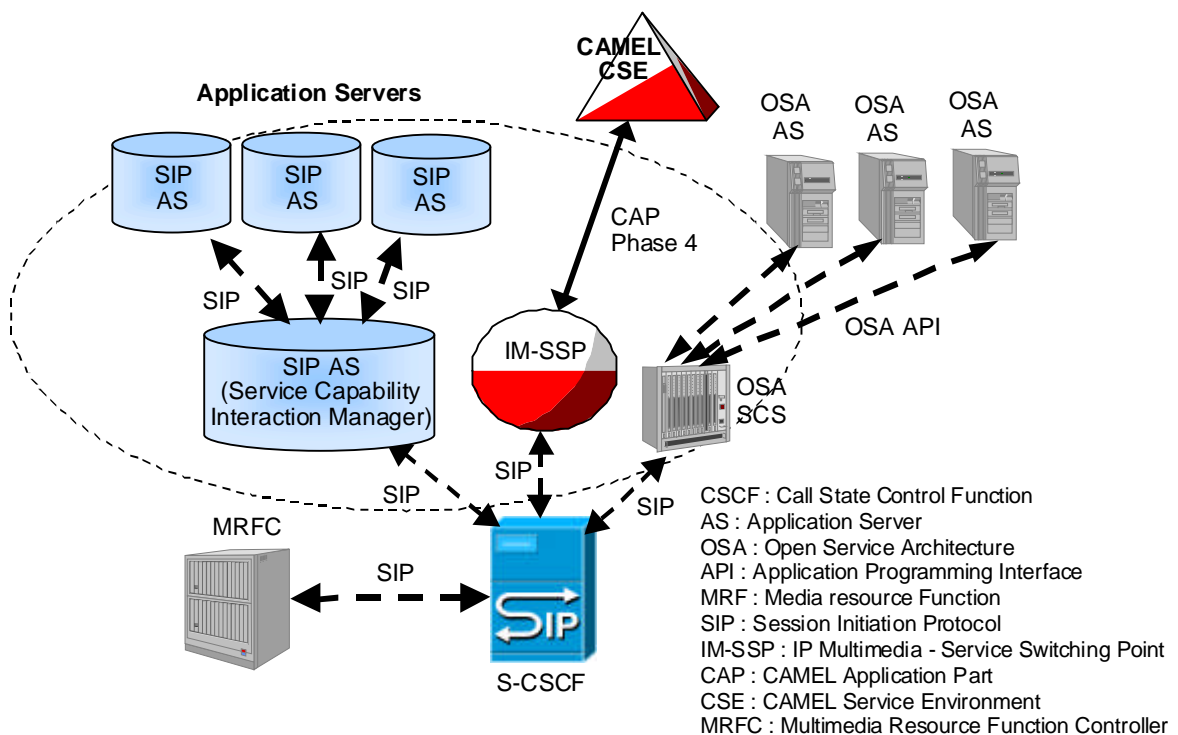 CAMEL
CSE
Application Servers
OSA
AS
OSA
AS
OSA
AS
SIP
AS
SIP
AS
SIP
AS
CAP
Phase 4
SIP
SIP
SIP
OSA API
IM-SSP
SIP AS
(Service Capability
Interaction Manager)
OSA
SCS
SIP
SIP
SIP
MRFC
SIP
SIP
S-CSCF
CSCF : Call State Control Function
AS : Application Server
OSA : Open Service Architecture
API : Application Programming Interface
MRF : Media resource Function
SIP : Session Initiation Protocol
IM-SSP : IP Multimedia - Service Switching Point
CAP : CAMEL Application Part
CSE : CAMEL Service Environment
MRFC : Multimedia Resource Function Controller